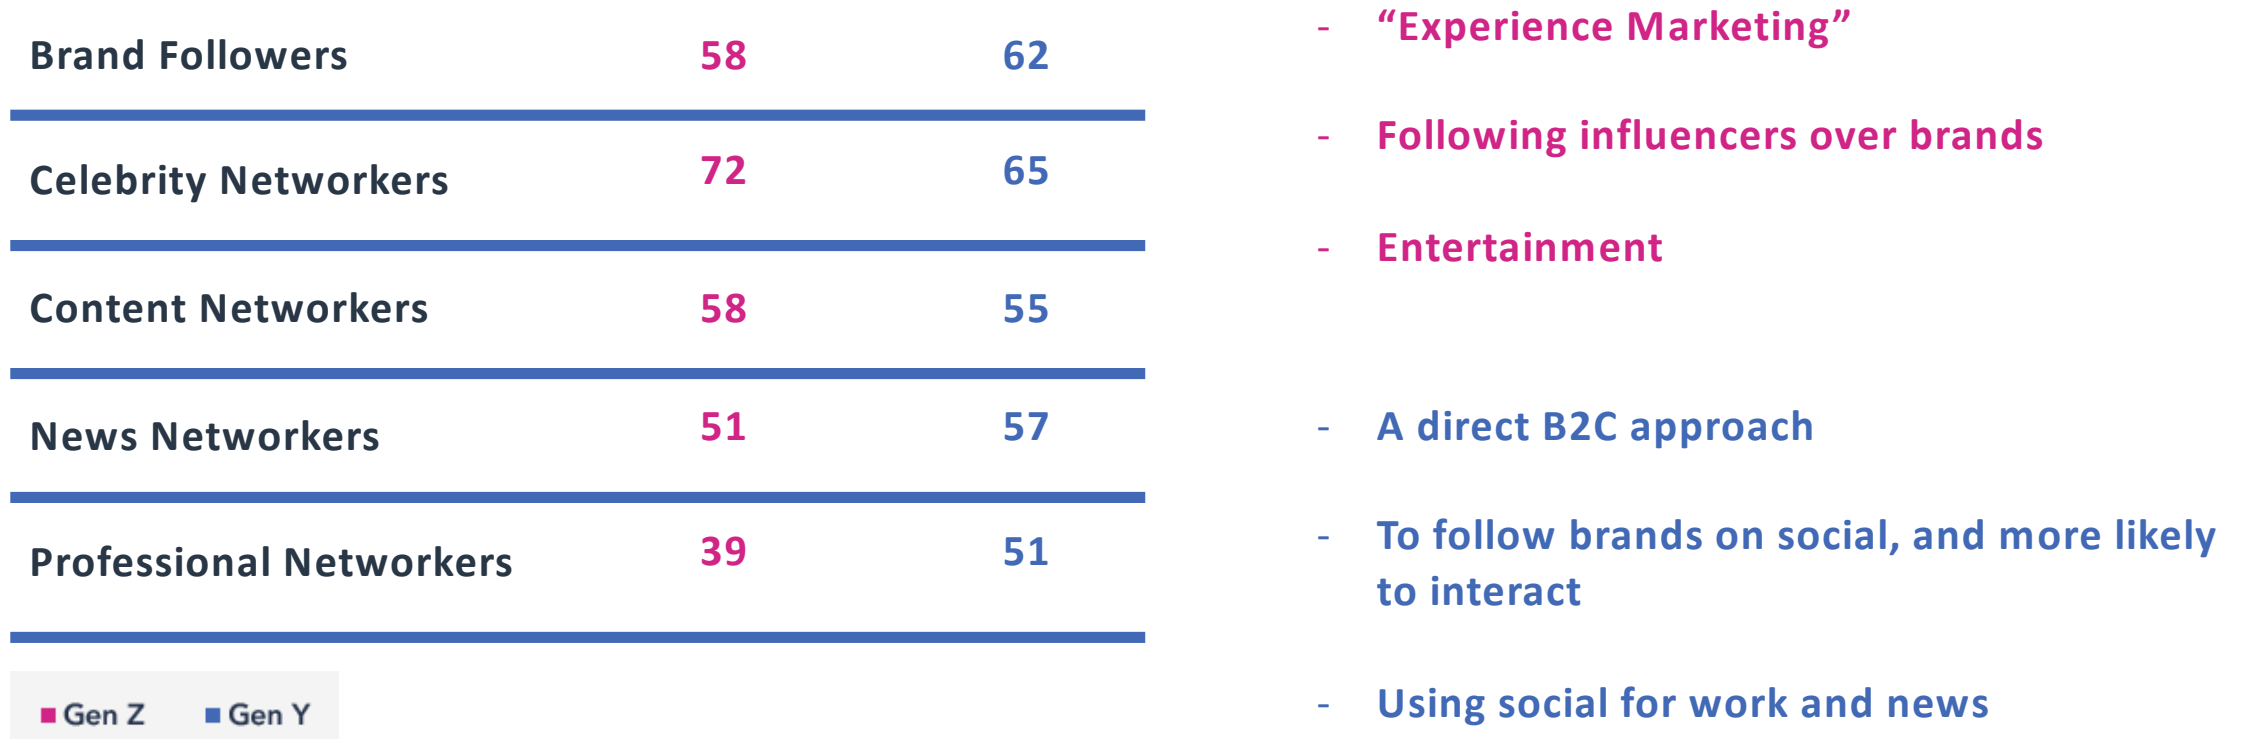 Brand Followers 58 62
Celebrity Networkers 72 65
Content Networkers 58 55
News Networkers 51 57
Professional Networkers 39 51
Gen Z Gen Y
- “Experience Marketing”
- Following influencers over brands
- Entertainment
- A direct B2C approach
- To follow brands on social, and more likely
to interact
- Using social for work and news